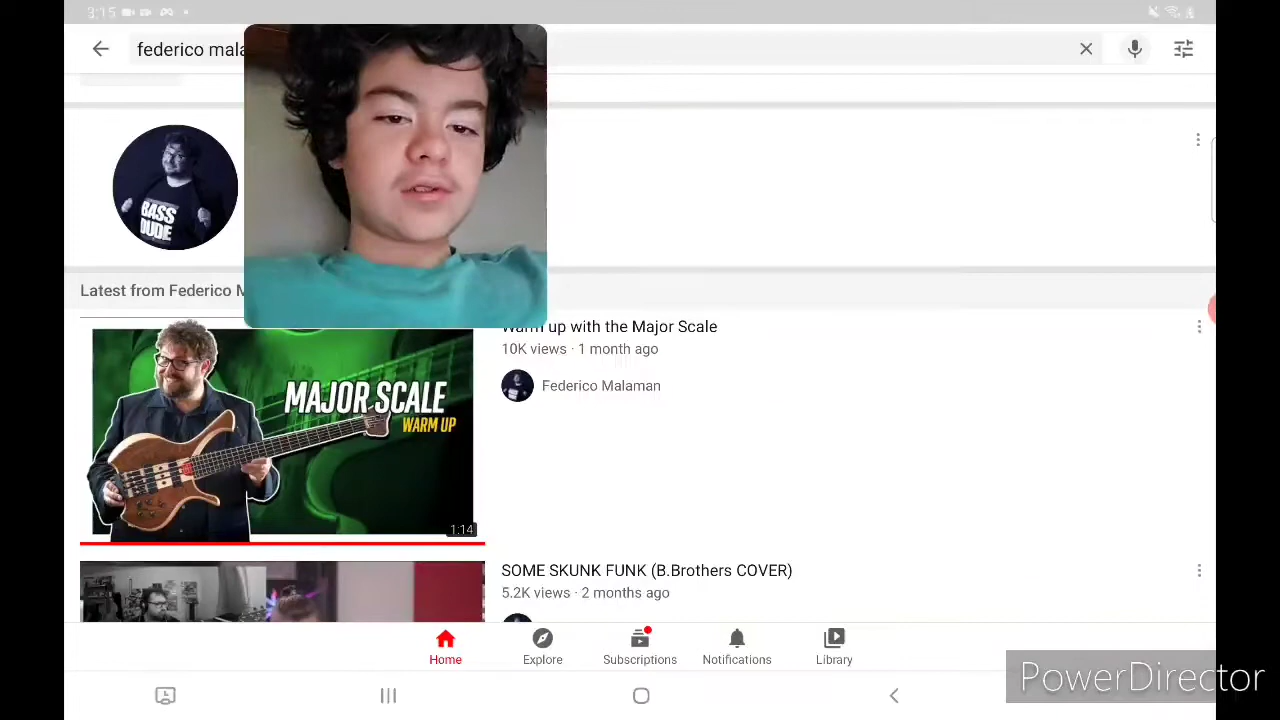 3:15
federico mala
BASS
DUDE
Latest from Federico M
Warm up with the Major Scale
10K views · 1 month ago
Federico Malaman
MAJOR SCALE
WARM UP
1:14
SOME SKUNK FUNK (B.Brothers COVER)
5.2K views · 2 months ago
Home
Explore
Subscriptions
Notifications
Library
PowerDirector